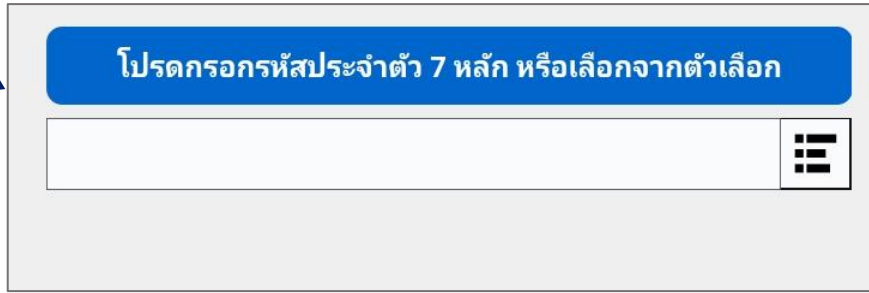 โปรดกรอกรหัสประจำตัว 7 หลัก หรือเลือกจากตัวเลือก